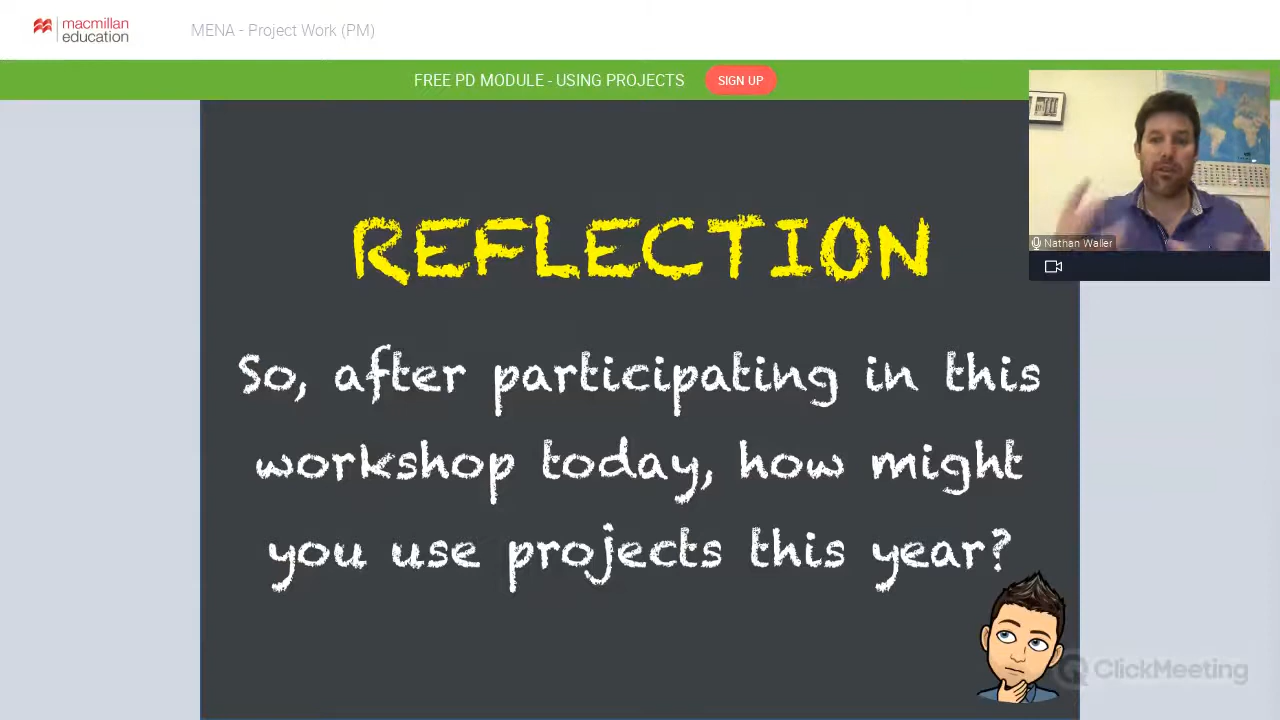 macmillan
education
MENA - Project Work (PM)
FREE PD MODULE - USING PROJECTS
SIGN UP
Nathan Waller
REFLECTION
So, after participating in this
workshop today, how might
you use projects this year?
ClickMeeting